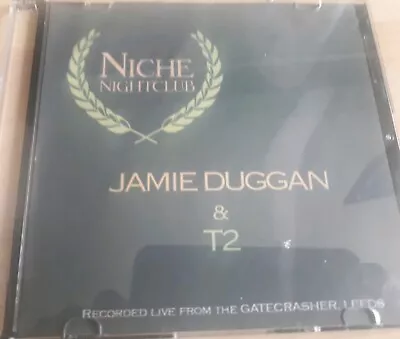 NICHE
NIGHTCLUB
JAMIE DUGGAN
&
T2
RECORDED LIVE FROM THE GATECRASHER, LEEDS